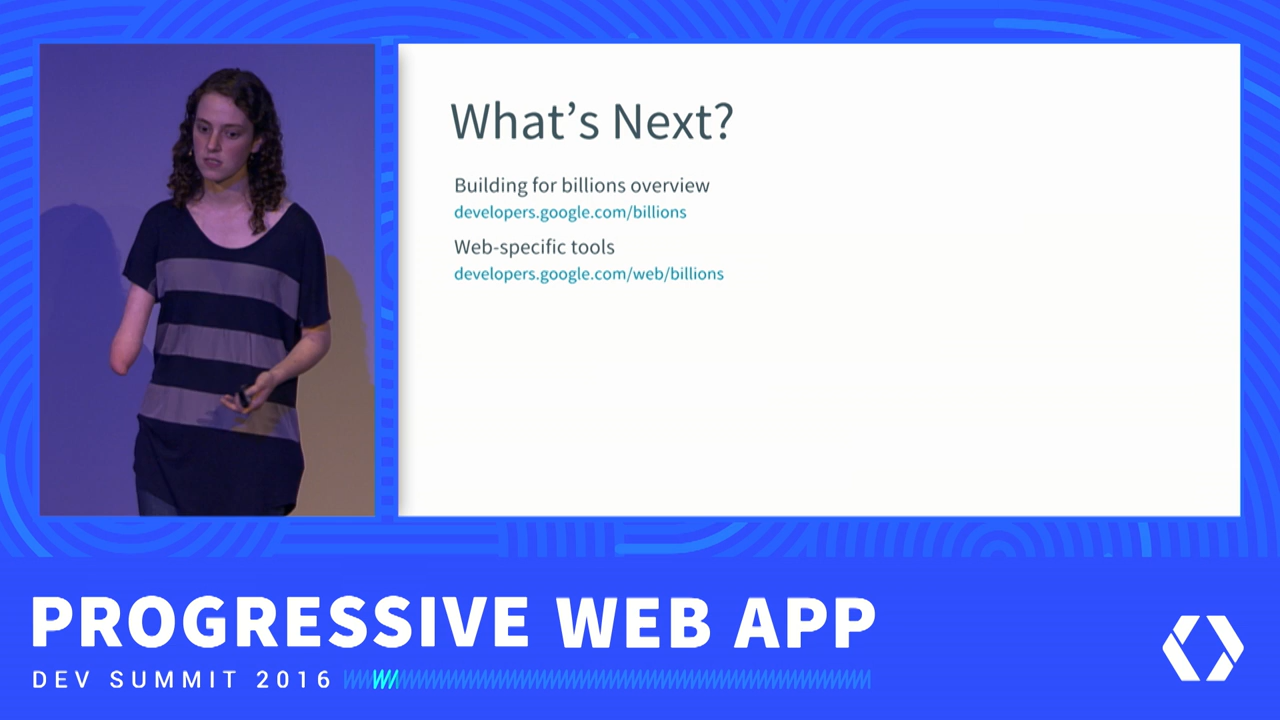 What’s Next?
Building for billions overview
developers.google.com/billions
Web-specific tools
developers.google.com/web/billions
PROGRESSIVE WEB APP
DEV SUMMIT 2016